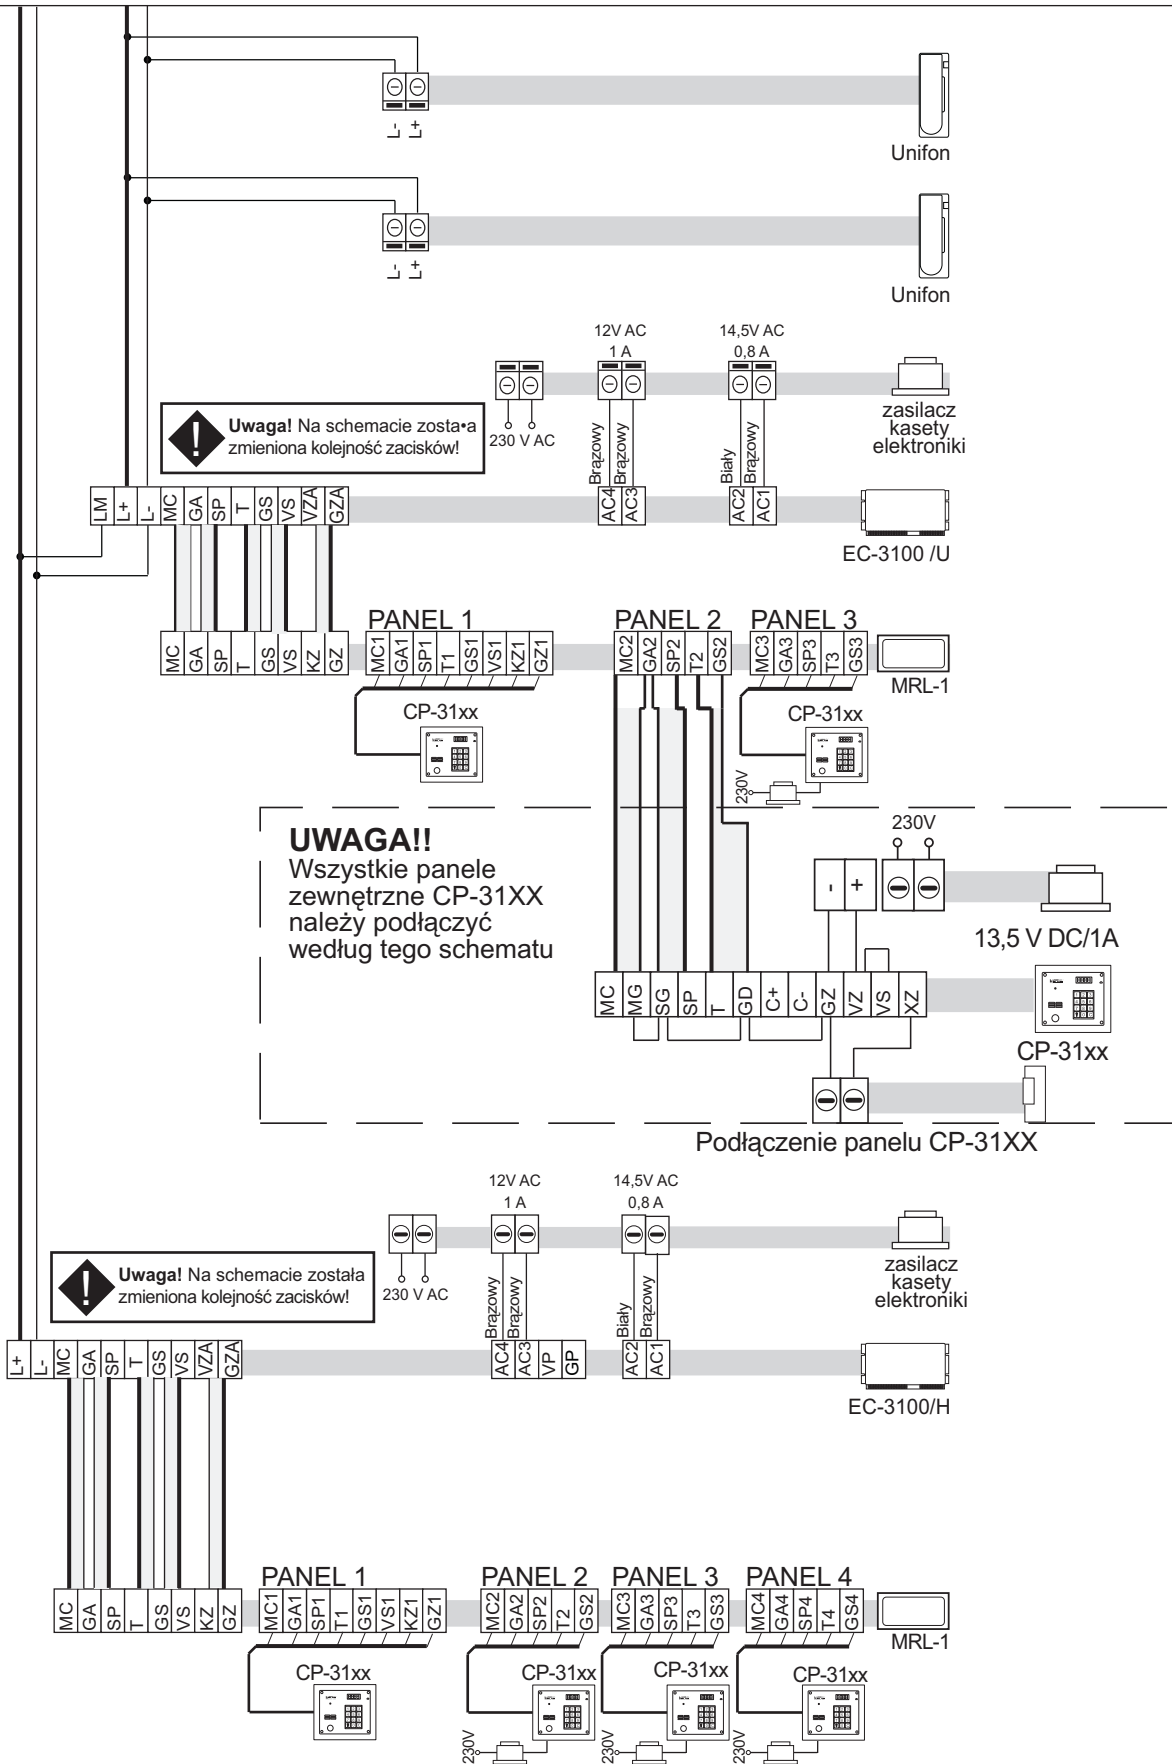 L-
L+
Unifon
L-
L+
Unifon
12V AC
1 A
14,5V AC
0,8 A
230 V AC
Brązowy
Brązowy
Biały
Brązowy
zasilacz
kasety
elektroniki
Uwaga! Na schemacie zosta•a
zmieniona kolejność zacisków!
LM L+ L- MC GA SP T GS VS VZA GZA
AC4 AC3
AC2 AC1
EC-3100 /U
PANEL 1
PANEL 2
PANEL 3
MC GA SP T GS VS KZ GZ
MC1 GA1 SP1 T1 GS1 VS1 KZ1 GZ1
MC2 GA2 SP2 T2 GS2
MC3 GA3 SP3 T3 GS3
MRL-1
CP-31xx
CP-31xx
230V
UWAGA!!
Wszystkie panele
zewnętrzne CP-31XX
należy podłączyć
według tego schematu
230V
- +
13,5 V DC/1A
MC MG SG SP T GD C+ C- GZ VZ VS XZ
CP-31xx
Podłączenie panelu CP-31XX
12V AC
1 A
14,5V AC
0,8 A
230 V AC
Brązowy
Brązowy
Biały
Brązowy
zasilacz
kasety
elektroniki
Uwaga! Na schemacie została
zmieniona kolejność zacisków!
L+ L- MC GA SP T GS VS VZA GZA
AC4 AC3 VP GP
AC2 AC1
EC-3100/H
PANEL 1
PANEL 2
PANEL 3
PANEL 4
MC GA SP T GS VS KZ GZ
MC1 GA1 SP1 T1 GS1 VS1 KZ1 GZ1
MC2 GA2 SP2 T2 GS2
MC3 GA3 SP3 T3 GS3
MC4 GA4 SP4 T4 GS4
MRL-1
CP-31xx
CP-31xx
CP-31xx
CP-31xx
230V
230V
230V